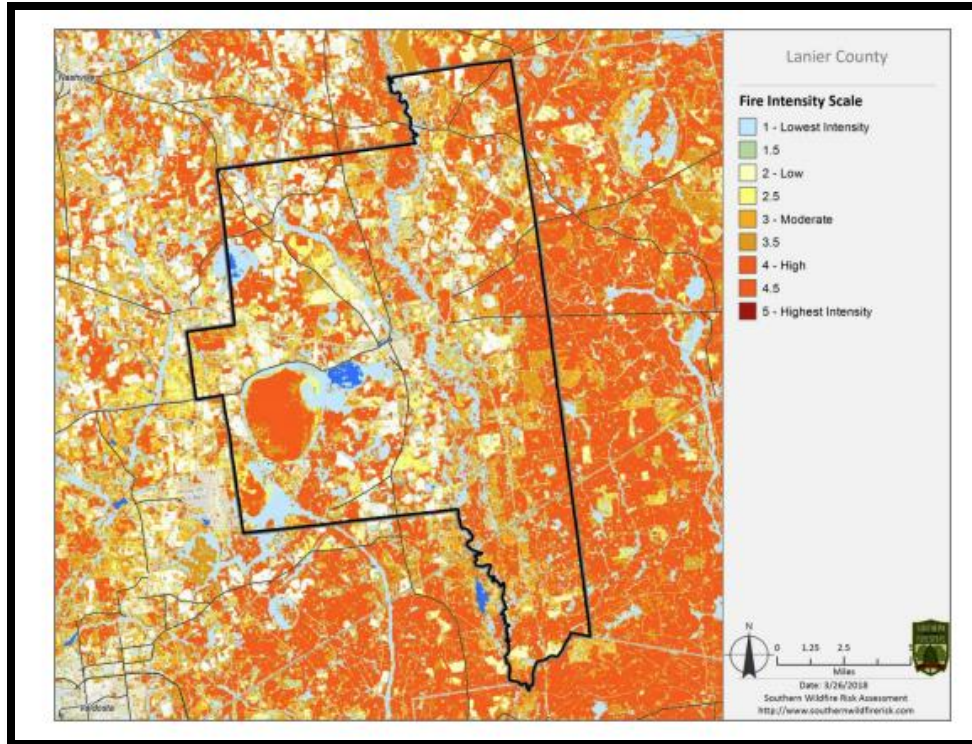 Lanier County
Fire Intensity Scale
1 - Lowest Intensity
1.5
2 - Low
2.5
3 - Moderate
3.5
4 - High
4.5
5 - Highest Intensity
Nashville
Valdosta
N
0 1.25 2.5 5
Miles
Date: 3/26/2018
Southern Wildfire Risk Assessment
http://www.southernwildfirerisk.com